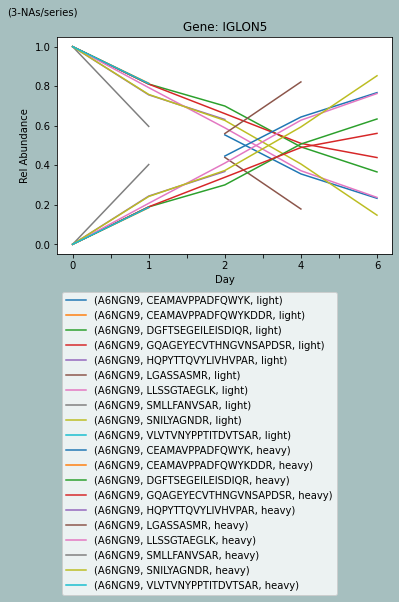 (3-NAs/series)
Gene: IGLON5
Rel Abundance
1.0
0.8
0.6
0.4
0.2
0.0
0 1 2 4 6
Day
(A6NGN9, CEAMAVPPADFQWYK, light)
(A6NGN9, CEAMAVPPADFQWYKDDR, light)
(A6NGN9, DGFTSEGEILEISDIQR, light)
(A6NGN9, GQAGEYECVTHNGVNSAPDSR, light)
(A6NGN9, HQPYTTQVYLIVHVPAR, light)
(A6NGN9, LGASSASMR, light)
(A6NGN9, LLSSGTAEGLK, light)
(A6NGN9, SMLLFANVSAR, light)
(A6NGN9, SNILYAGNDR, light)
(A6NGN9, VLVTVNYPPTITDVTSAR, light)
(A6NGN9, CEAMAVPPADFQWYK, heavy)
(A6NGN9, CEAMAVPPADFQWYKDDR, heavy)
(A6NGN9, DGFTSEGEILEISDIQR, heavy)
(A6NGN9, GQAGEYECVTHNGVNSAPDSR, heavy)
(A6NGN9, HQPYTTQVYLIVHVPAR, heavy)
(A6NGN9, LGASSASMR, heavy)
(A6NGN9, LLSSGTAEGLK, heavy)
(A6NGN9, SMLLFANVSAR, heavy)
(A6NGN9, SNILYAGNDR, heavy)
(A6NGN9, VLVTVNYPPTITDVTSAR, heavy)